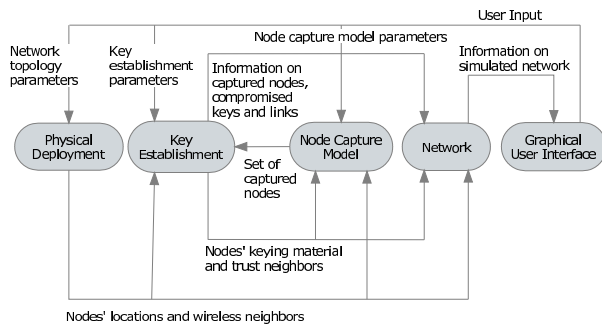 User Input
Network
topology
parameters
Key
establishment
parameters
Node capture model parameters
Information on
captured nodes,
compromised
keys and links
Information on
simulated network
Physical
Deployment
Key
Establishment
Node Capture
Model
Network
Graphical
User Interface
Set of
captured
nodes
Nodes' keying material
and trust neighbors
Nodes' locations and wireless neighbors